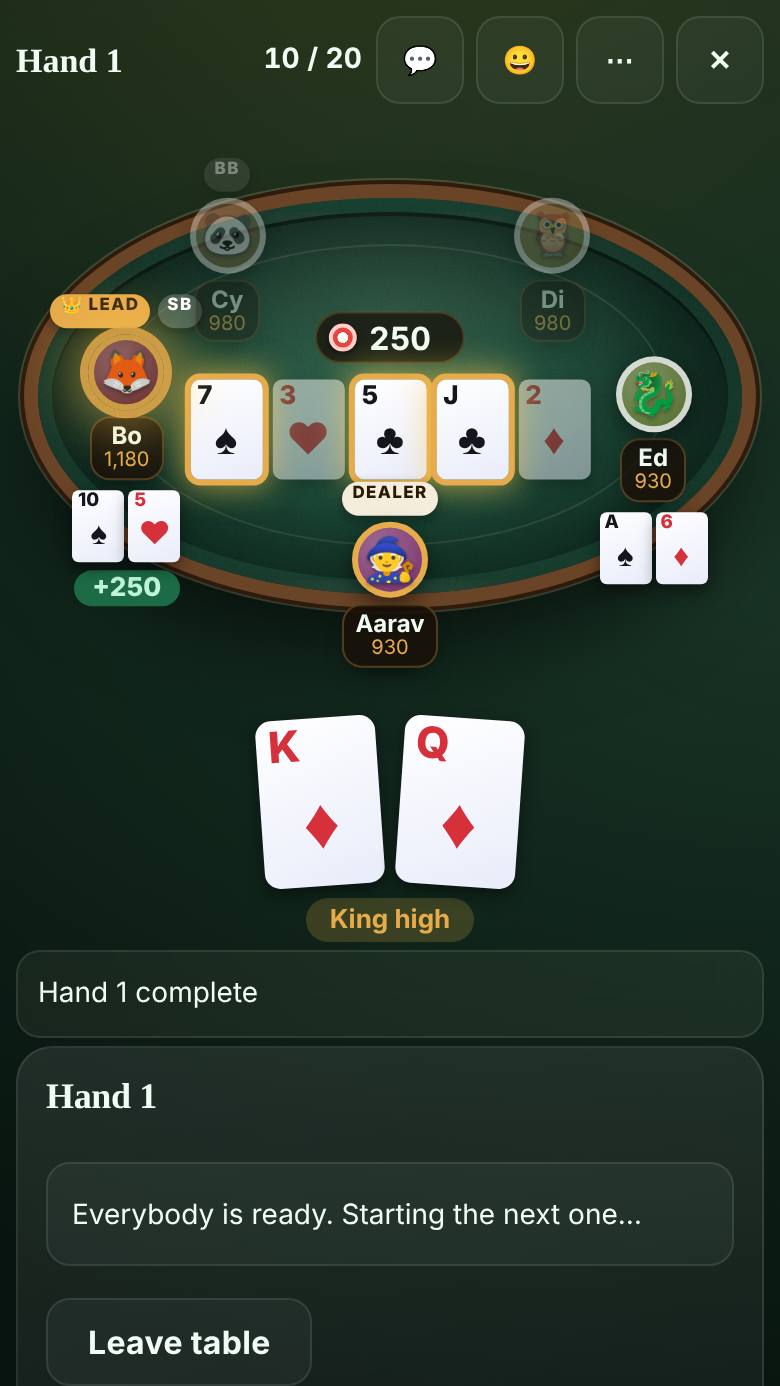 Hand 1
10 / 20
BB
👑 LEAD
SB
Cy
980
Di
980
250
7
3
5
J
2
Bo
1,180
Ed
930
10
5
DEALER
A
6
+250
Aarav
930
K
Q
King high
Hand 1 complete
Hand 1
Everybody is ready. Starting the next one...
Leave table